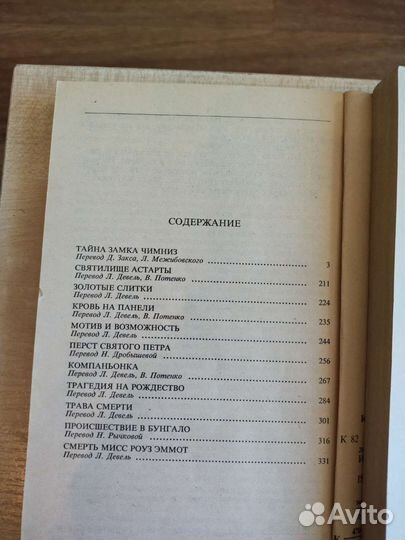 СОДЕРЖАНИЕ
ТАЙНА ЗАМКА ЧИМНИЗ
Перевод Д. Закса, Л. Межибовского 3
СВЯТИЛИЩЕ АСТАРТЫ
Перевод Л. Девель, В. Потенко 211
ЗОЛОТЫЕ СЛИТКИ
Перевод Л. Девель 224
КРОВЬ НА ПАНЕЛИ
Перевод Л. Девель, В. Потенко 235
МОТИВ И ВОЗМОЖНОСТЬ
Перевод Л. Девель 244
ПЕРСТ СВЯТОГО ПЕТРА
Перевод Н. Дробышевой 256
КОМПАНЬОНКА
Перевод Л. Девель, В. Потенко 267
ТРАГЕДИЯ НА РОЖДЕСТВО
Перевод Л. Девель 284
ТРАВА СМЕРТИ
Перевод Л. Девель 301
ПРОИСШЕСТВИЕ В БУНГАЛО
Перевод Н. Рычковой 316
СМЕРТЬ МИСС РОУЗ ЭММОТ
Перевод Л. Девель 331
К 82
Avito